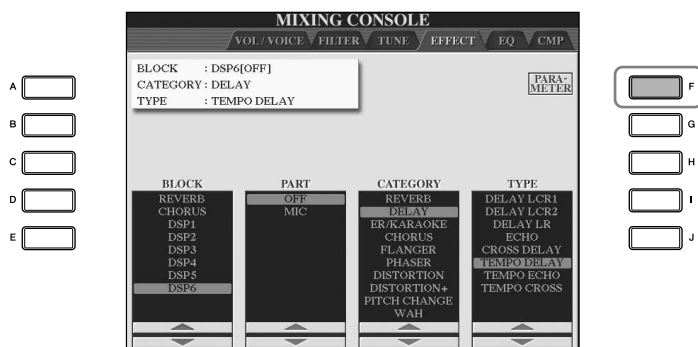 MIXING CONSOLE
VOL / VOICE FILTER TUNE EFFECT EQ CMP
BLOCK : DSP6[OFF]
CATEGORY : DELAY
TYPE : TEMPO DELAY
PARA-
METER
A
B
C
D
E
F
G
H
I
J
BLOCK
REVERB
CHORUS
DSP1
DSP2
DSP3
DSP4
DSP5
DSP6
PART
OFF
MIC
CATEGORY
REVERB
DELAY
ER/KARAOKE
CHORUS
FLANGER
PHASER
DISTORTION
DISTORTION+
PITCH CHANGE
WAH
TYPE
DELAY LCR1
DELAY LCR2
DELAY LR
ECHO
CROSS DELAY
TEMPO DELAY
TEMPO ECHO
TEMPO CROSS